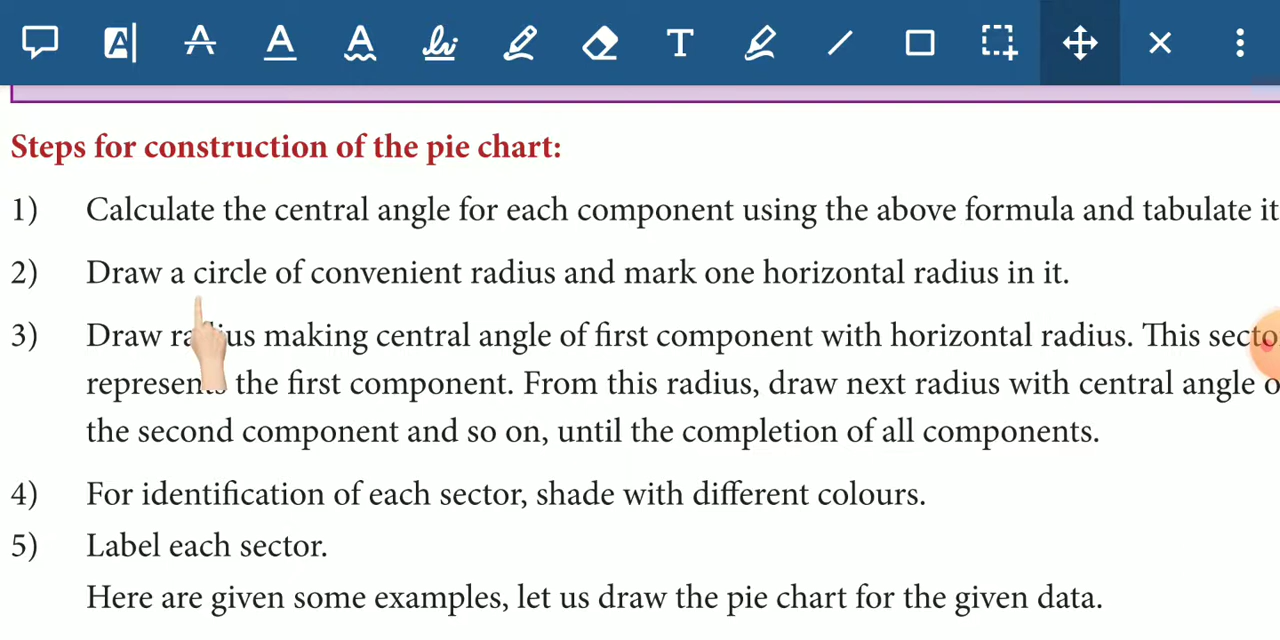 Steps for construction of the pie chart:
1) Calculate the central angle for each component using the above formula and tabulate it
2) Draw a circle of convenient radius and mark one horizontal radius in it.
3) Draw radius making central angle of first component with horizontal radius. This secto
represents the first component. From this radius, draw next radius with central angle o
the second component and so on, until the completion of all components.
4) For identification of each sector, shade with different colours.
5) Label each sector.
Here are given some examples, let us draw the pie chart for the given data.